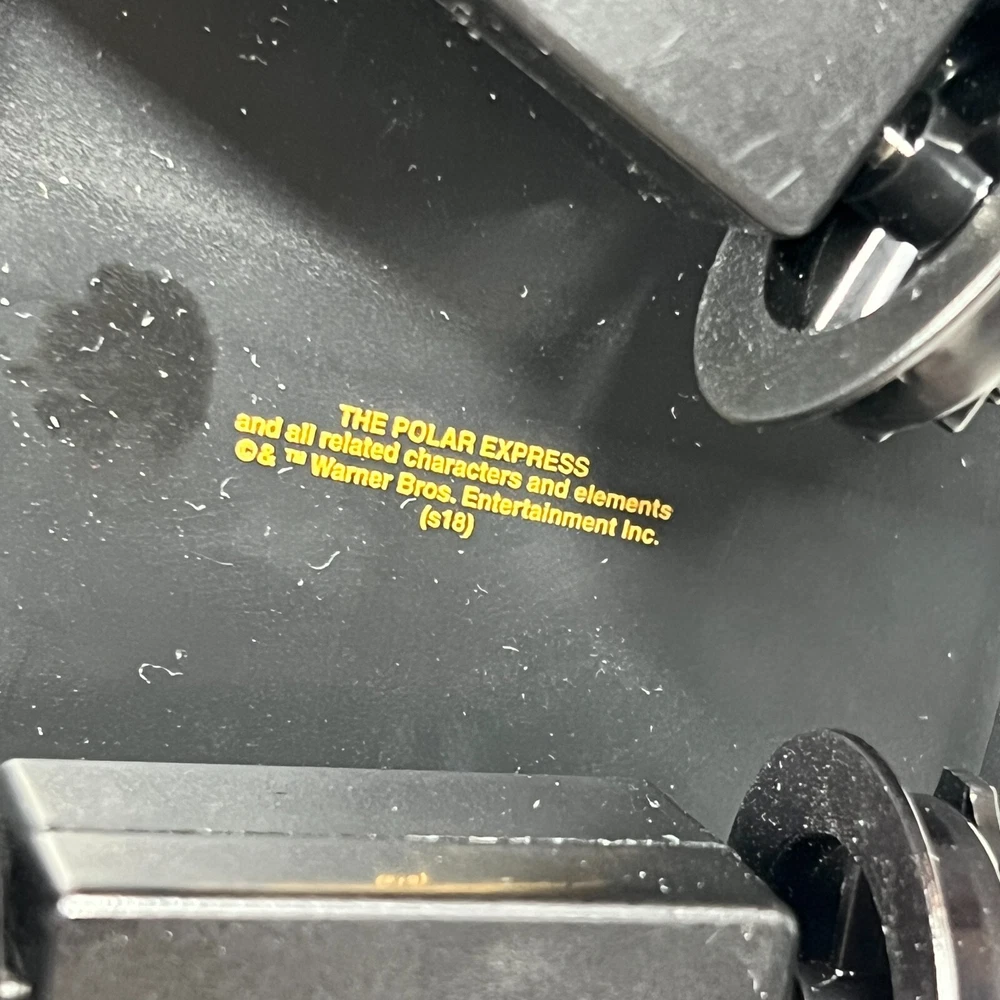 THE POLAR EXPRESS
and all related characters and elements
©& ™ Warner Bros. Entertainment Inc.
(s18)